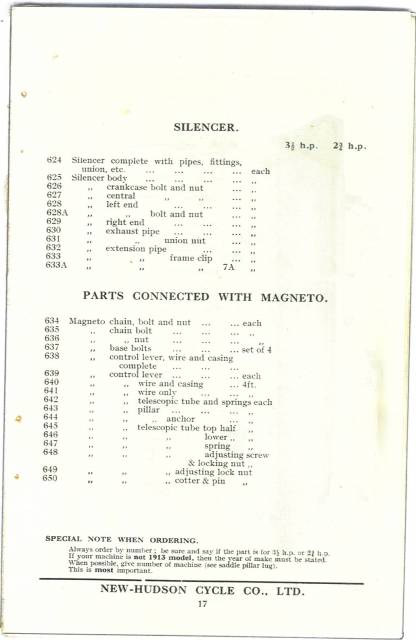 SILENCER.
3½ h.p. 2¾ h.p.
624 Silencer complete with pipes, fittings,
union, etc. ... ... ... ... each
625 Silencer body ... ... ... ... ,,
626 ,, crankcase bolt and nut ... ,,
627 ,, central ,, ,, ... ,,
628 ,, left end ... ... ... ,,
628A ,, ,, bolt and nut ... ,,
629 ,, right end ... ... ... ,,
630 ,, exhaust pipe ... ... ... ,,
631 ,, ,, union nut ... ,,
632 ,, extension pipe ... ... ,,
633 ,, ,, frame clip ... ,,
633A ,, ,, ,, 7A ,,
PARTS CONNECTED WITH MAGNETO.
634 Magneto chain, bolt and nut ... ... each
635 ,, chain bolt ... ... ... ... ,,
636 ,, ,, nut ... ... ... ... ,,
637 ,, base bolts ... ... ... set of 4
638 ,, control lever, wire and casing
complete ... ... ...
639 ,, control lever ... ... ... each
640 ,, ,, wire and casing ... 4ft.
641 ,, ,, wire only ... ... ... ,,
642 ,, ,, telescopic tube and springs each
643 ,, ,, pillar ... ... ... ... ,,
644 ,, ,, ,, anchor ... ... ,,
645 ,, ,, telescopic tube top half ,,
646 ,, ,, ,, lower ,, ,,
647 ,, ,, ,, spring ,,
648 ,, ,, ,, adjusting screw
& locking nut ,,
649 ,, ,, ,, adjusting lock nut
650 ,, ,, ,, cotter & pin ,,
SPECIAL NOTE WHEN ORDERING.
Always order by number; be sure and say if the part is for 3½ h.p. or 2¾ h.p.
If your machine is not 1913 model, then the year of make must be stated.
When possible, give number of machine (see saddle pillar lug).
This is most important.
NEW-HUDSON CYCLE CO., LTD.
17